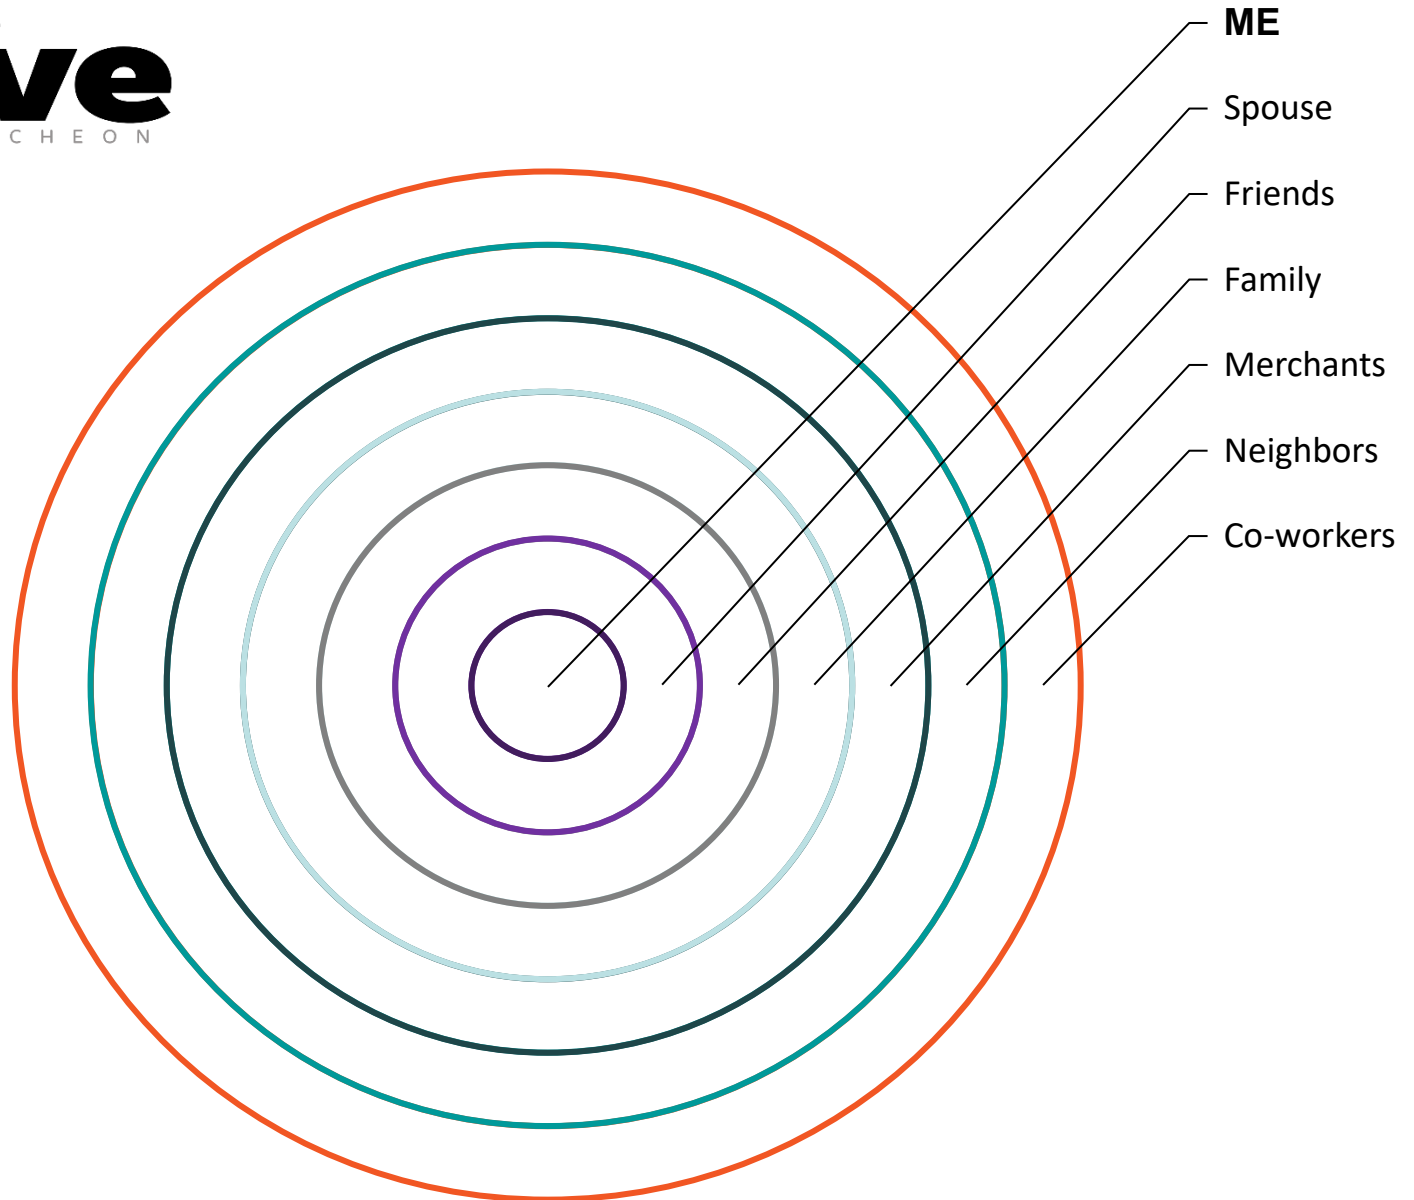 ve
CHEON
ME
Spouse
Friends
Family
Merchants
Neighbors
Co-workers